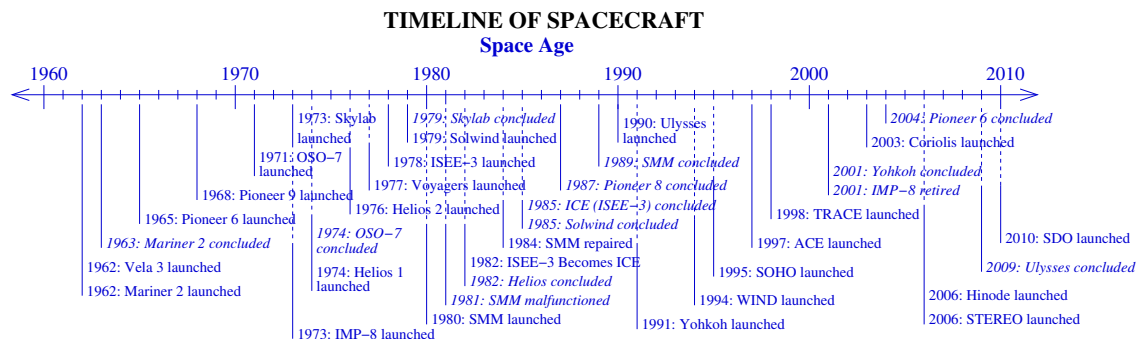 TIMELINE OF SPACECRAFT
Space Age
1960 1970 1980 1990 2000 2010
1973: Skylab
launched
1979: Skylab concluded
1979: Solwind launched
1990: Ulysses
launched
2004: Pioneer 6 concluded
2003: Coriolis launched
1971: OSO−7
launched
1978: ISEE−3 launched
1989: SMM concluded
2001: Yohkoh concluded
2001: IMP−8 retired
1968: Pioneer 9 launched
1977: Voyagers launched
1987: Pioneer 8 concluded
1965: Pioneer 6 launched
1976: Helios 2 launched
1985: ICE (ISEE−3) concluded
1985: Solwind concluded
1998: TRACE launched
1963: Mariner 2 concluded
1974: OSO−7
concluded
1984: SMM repaired
1997: ACE launched
2010: SDO launched
1962: Vela 3 launched
1974: Helios 1
launched
1982: ISEE−3 Becomes ICE
1982: Helios concluded
1995: SOHO launched
2009: Ulysses concluded
1962: Mariner 2 launched
1981: SMM malfunctioned
1994: WIND launched
2006: Hinode launched
1973: IMP−8 launched
1980: SMM launched
1991: Yohkoh launched
2006: STEREO launched